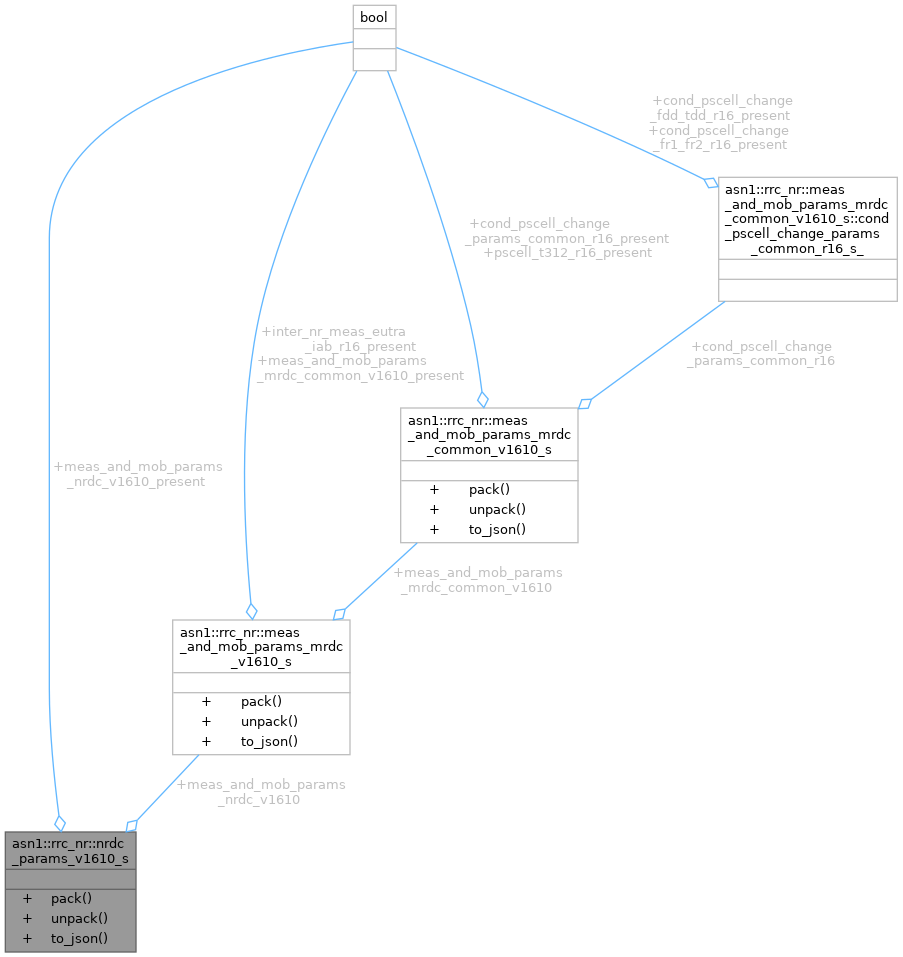 bool
+cond_pscell_change
_fdd_tdd_r16_present
+cond_pscell_change
_fr1_fr2_r16_present
asn1::rrc_nr::meas
_and_mob_params_mrdc
_common_v1610_s::cond
_pscell_change_params
_common_r16_s_
+cond_pscell_change
_params_common_r16_present
+pscell_t312_r16_present
+inter_nr_meas_eutra
_iab_r16_present
+meas_and_mob_params
_mrdc_common_v1610_present
+cond_pscell_change
_params_common_r16
asn1::rrc_nr::meas
_and_mob_params_mrdc
_common_v1610_s
+ pack()
+ unpack()
+ to_json()
+meas_and_mob_params
_nrdc_v1610_present
+meas_and_mob_params
_mrdc_common_v1610
asn1::rrc_nr::meas
_and_mob_params_mrdc
_v1610_s
+ pack()
+ unpack()
+ to_json()
+meas_and_mob_params
_nrdc_v1610
asn1::rrc_nr::nrdc
_params_v1610_s
+ pack()
+ unpack()
+ to_json()